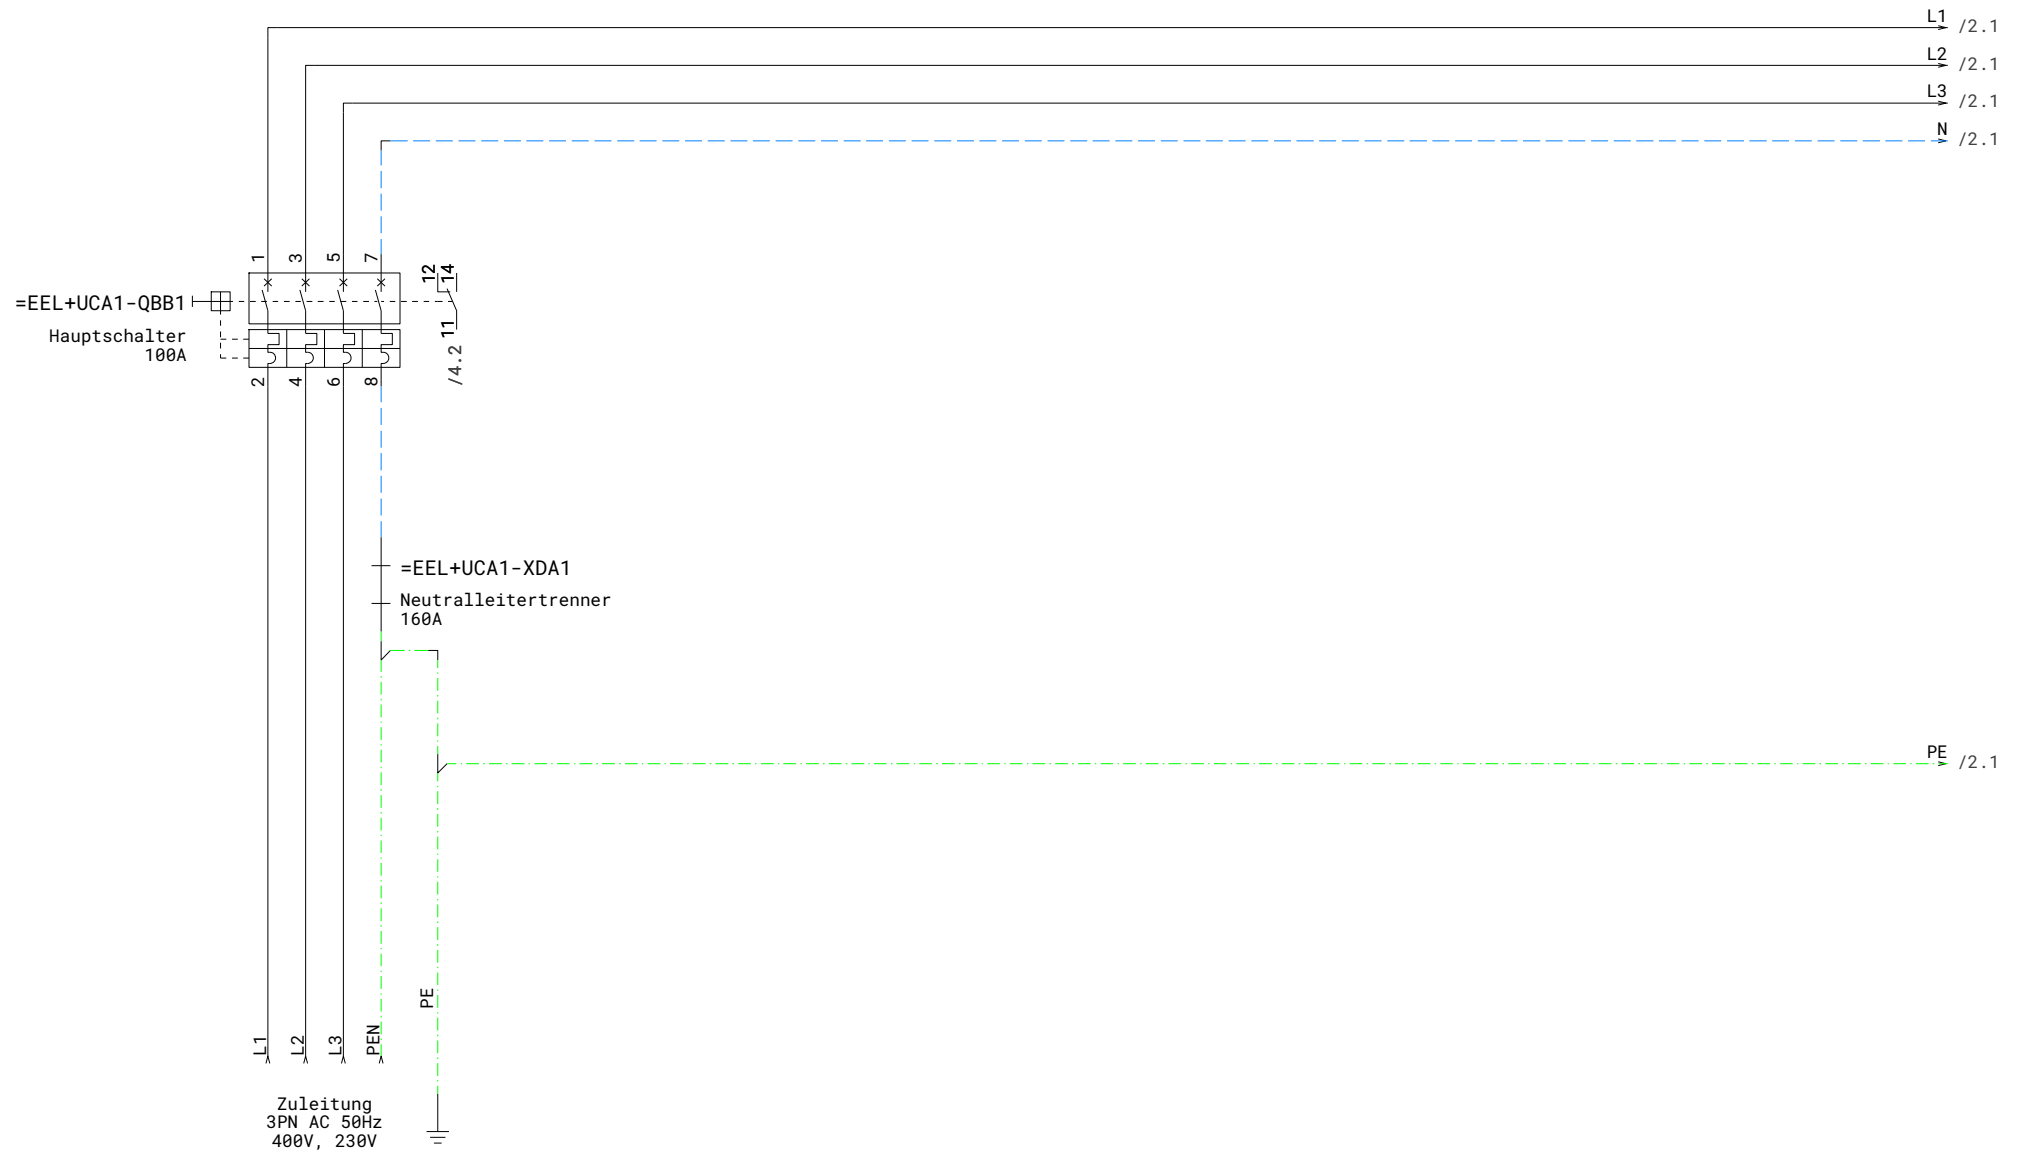 L1 /2.1
L2 /2.1
L3 /2.1
N /2.1
1 3 5 7
12 14
=EEL+UCA1-QBB1
Hauptschalter
100A
11
/4.2
2 4 6 8
=EEL+UCA1-XDA1
Neutralleitertrenner
160A
PE /2.1
PE
L1 L2 L3 PEN
Zuleitung
3PN AC 50Hz
400V, 230V